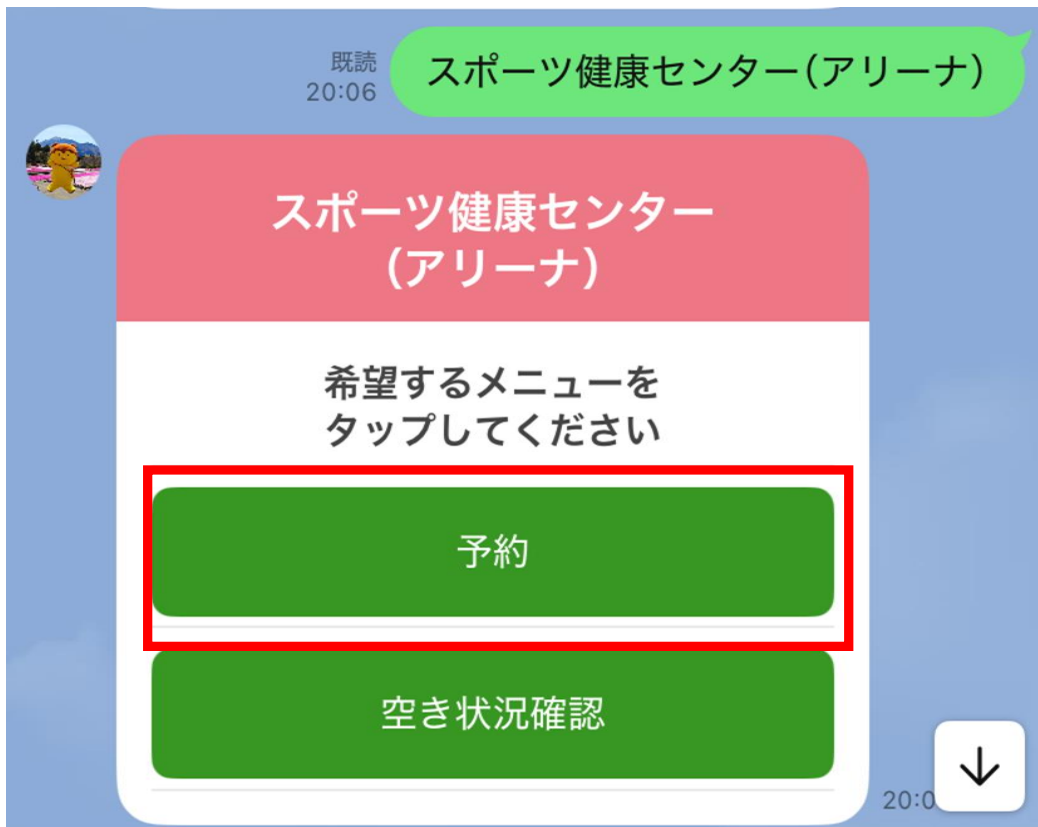 スポーツ健康センター(アリーナ)
既読
20:06
スポーツ健康センター
(アリーナ)
希望するメニューを
タップしてください
予約
空き状況確認